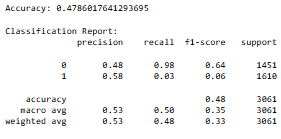 Accuracy: 0.4786017641293695
Classification Report:
precision recall f1-score support
0 0.48 0.98 0.64 1451
1 0.58 0.03 0.06 1610
accuracy 0.48 3061
macro avg 0.53 0.50 0.35 3061
weighted avg 0.53 0.48 0.33 3061